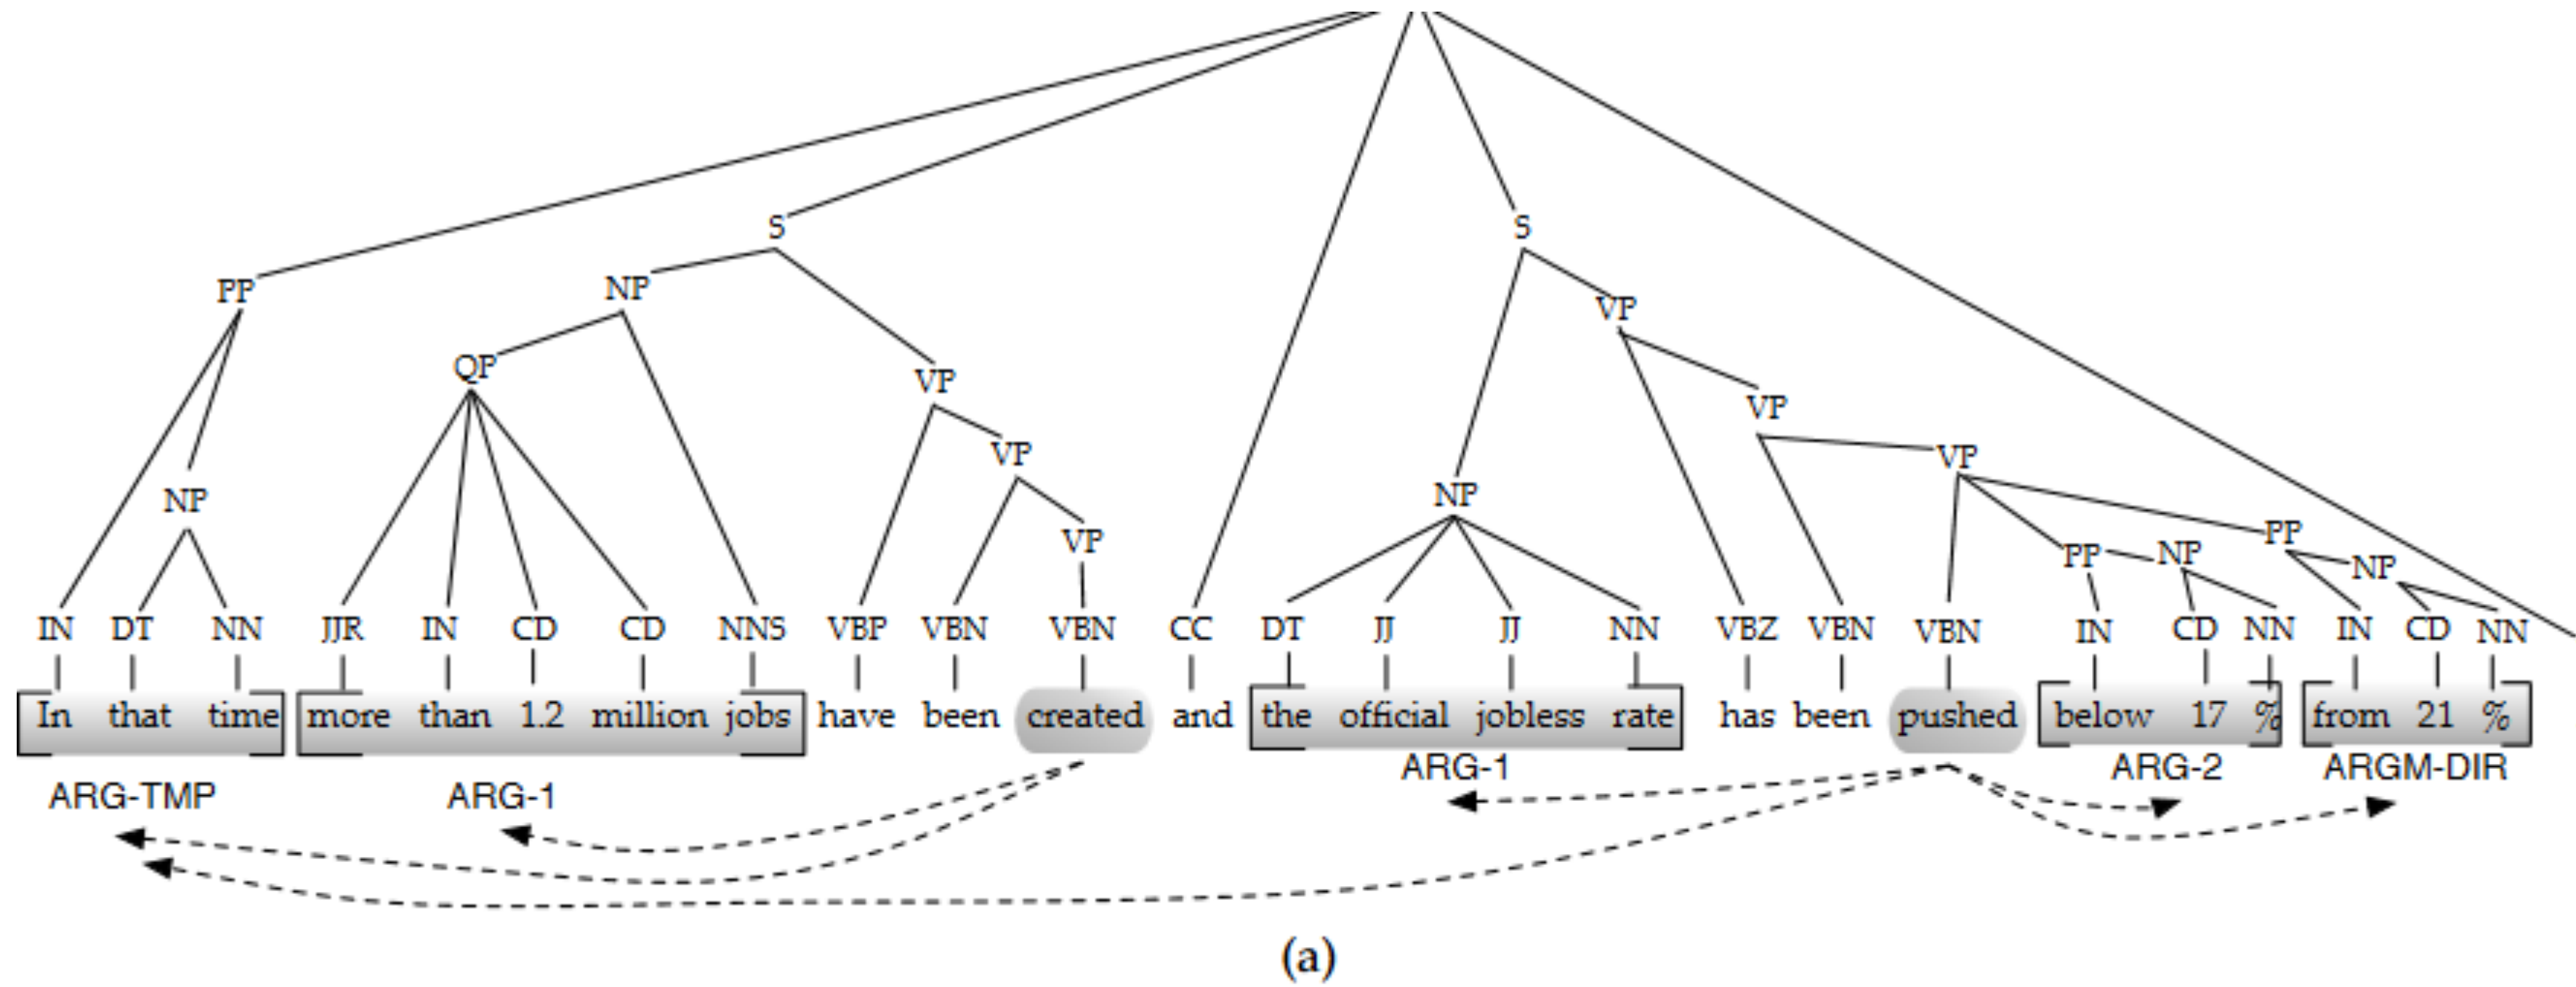 S S
PP NP VP
QP VP VP
VP VP
NP NP VP PP
VP PP NP NP
IN DT NN JJR IN CD CD NNS VBP VBN VBN CC DT JJ JJ NN VBZ VBN VBN IN CD NN IN CD NN
In that time more than 1.2 million jobs have been created and the official jobless rate has been pushed below 17 % from 21 %
ARG-TMP ARG-1 ARG-1 ARG-2 ARGM-DIR
(a)